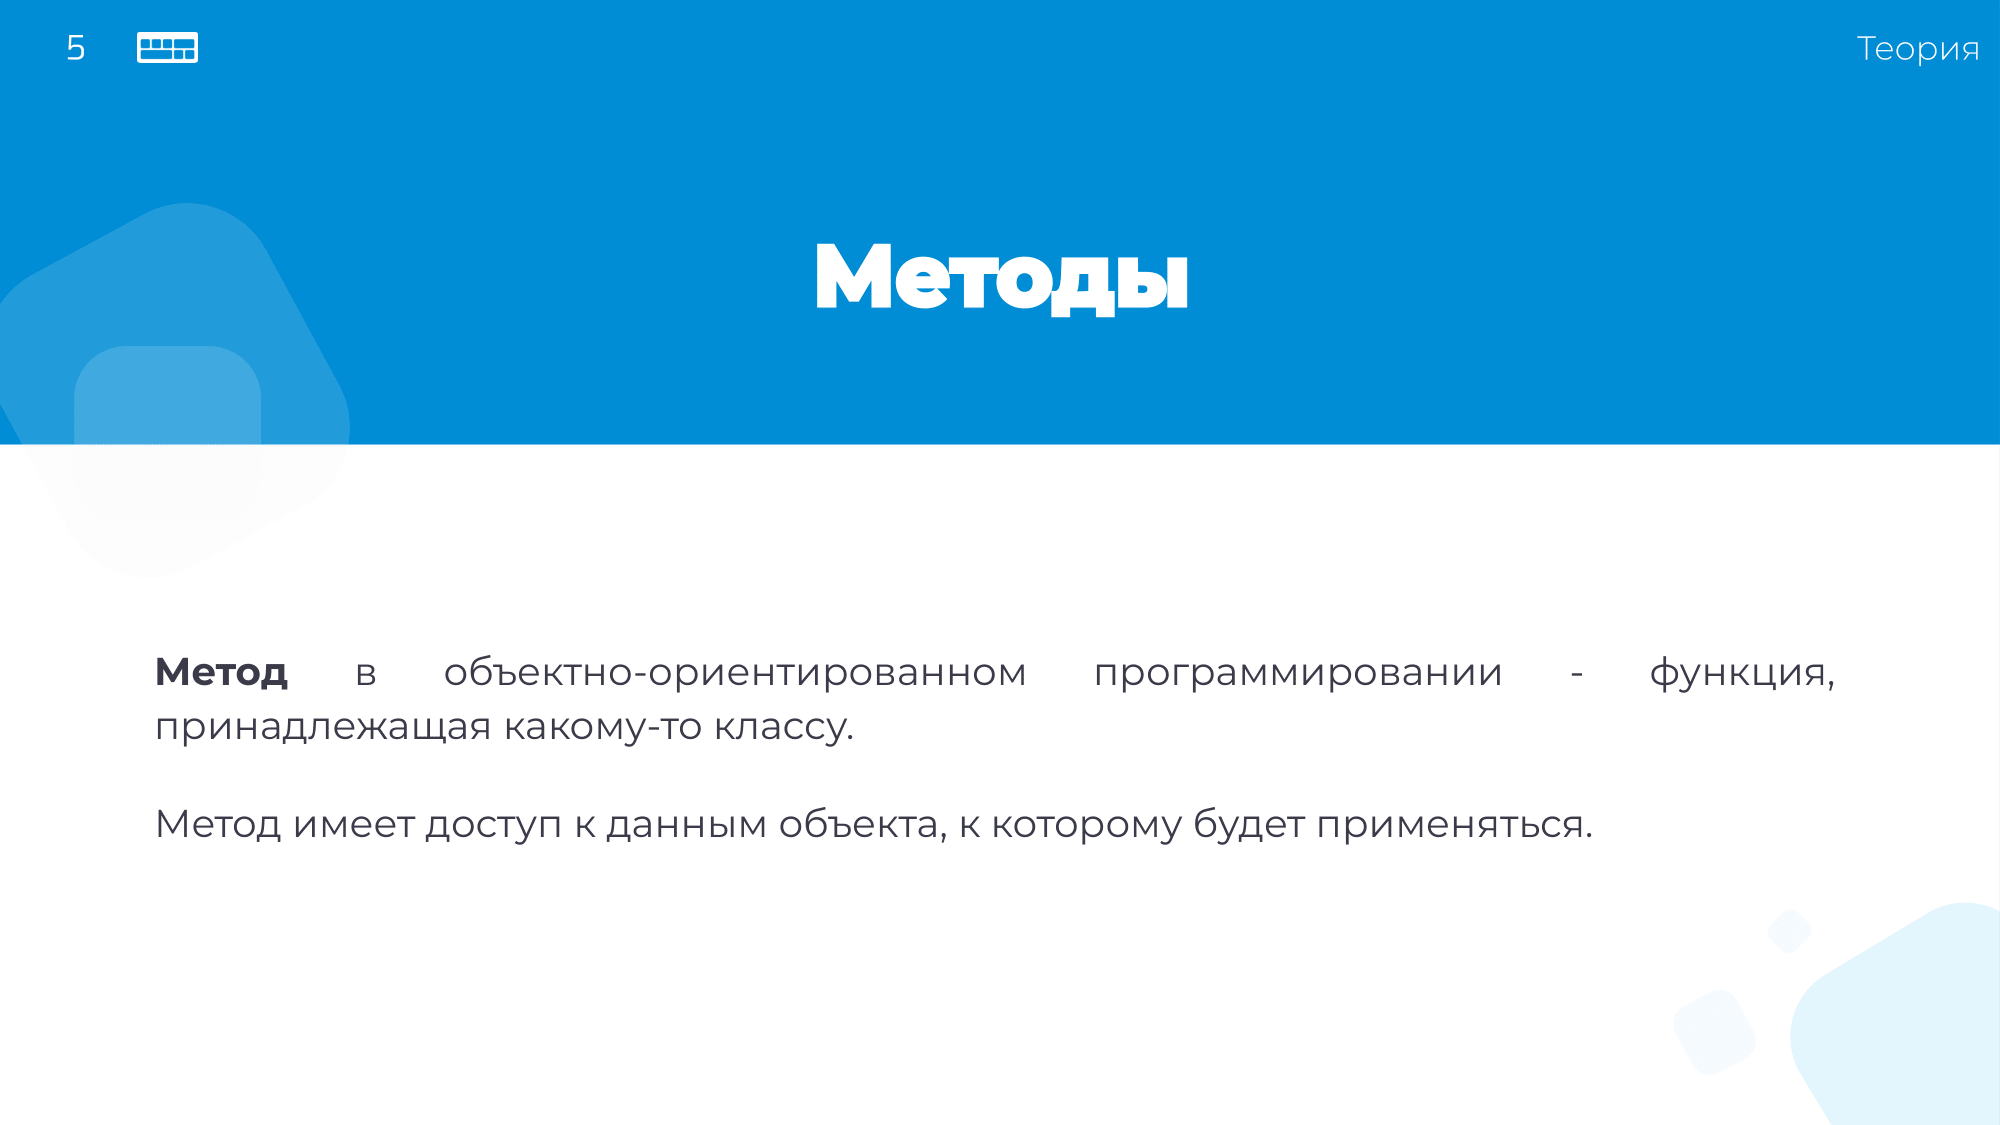 5
Теория
Методы
Метод в объектно-ориентированном программировании - функция,
принадлежащая какому-то классу.
Метод имеет доступ к данным объекта, к которому будет применяться.